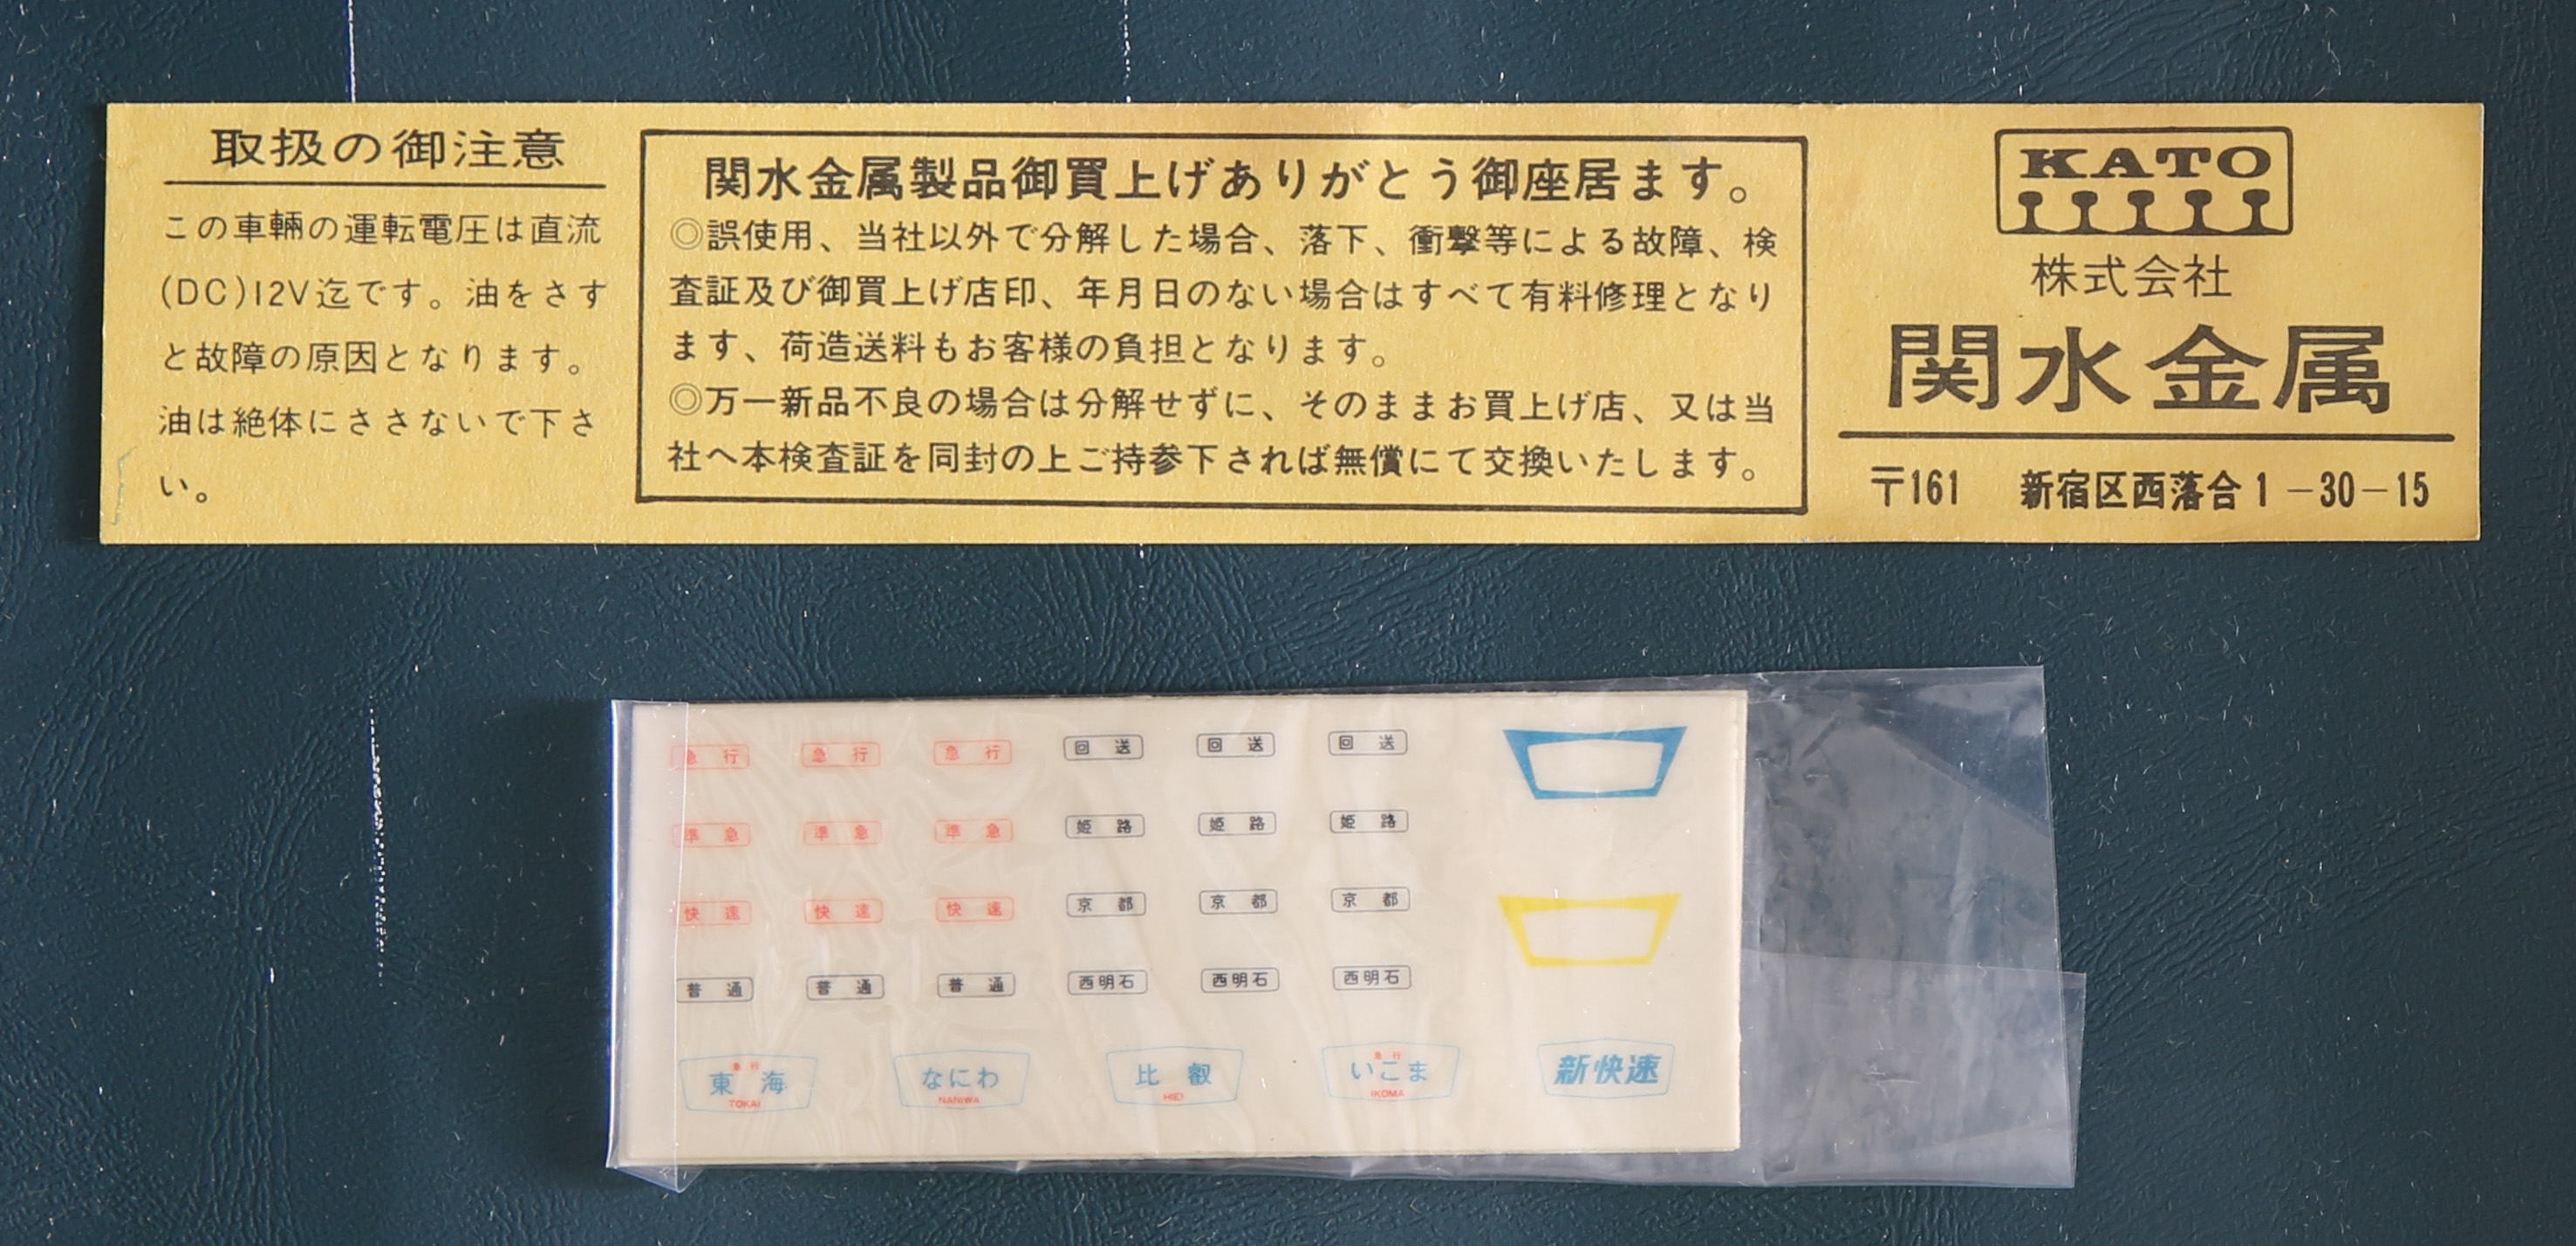 取扱の御注意
この車輛の運転電圧は直流
(DC)12V迄です。油をさす
と故障の原因となります。
油は絶体にささないで下さ
い。
関水金属製品御買上げありがとう御座居ます。
◎誤使用、当社以外で分解した場合、落下、衝撃等による故障、検
査証及び御買上げ店印、年月日のない場合はすべて有料修理となり
ます、荷造送料もお客様の負担となります。
◎万一新品不良の場合は分解せずに、そのままお買上げ店、又は当
社へ本検査証を同封の上ご持参下されば無償にて交換いたします。
KATO
株式会社
関水金属
〒161 新宿区西落合1-30-15
急行 急行 急行 回送 回送 回送
準急 準急 準急 姫路 姫路 姫路
快速 快速 快速 京都 京都 京都
普通 普通 普通 西明石 西明石 西明石
急行
東海
TOKAI
なにわ
NANIWA
比叡
HIEI
急行
いこま
IKOMA
新快速